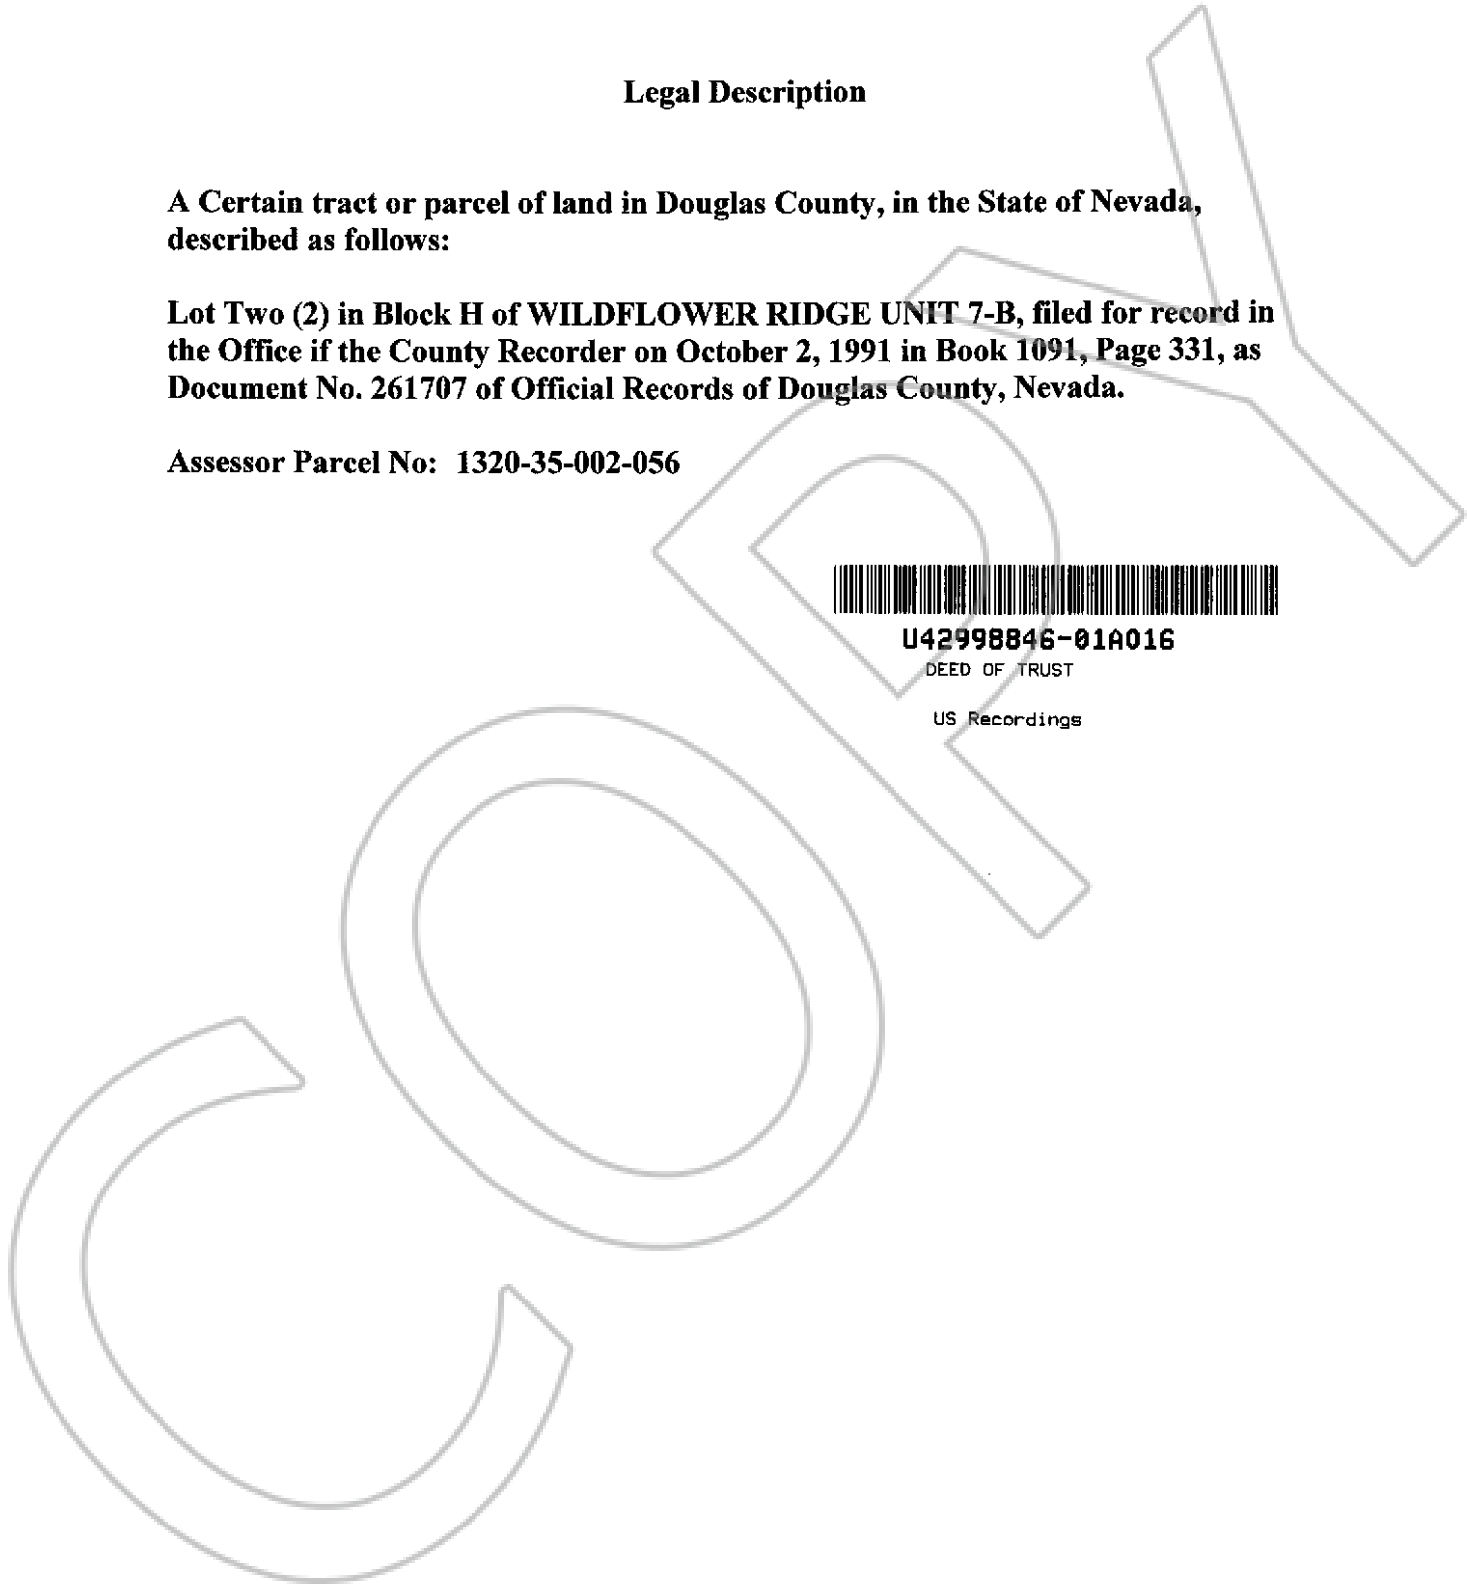 Legal Description
A Certain tract or parcel of land in Douglas County, in the State of Nevada,
described as follows:
Lot Two (2) in Block H of WILDFLOWER RIDGE UNIT 7-B, filed for record in
the Office if the County Recorder on October 2, 1991 in Book 1091, Page 331, as
Document No. 261707 of Official Records of Douglas County, Nevada.
Assessor Parcel No: 1320-35-002-056
U42998846-01A016
DEED OF TRUST
US Recordings
COPY